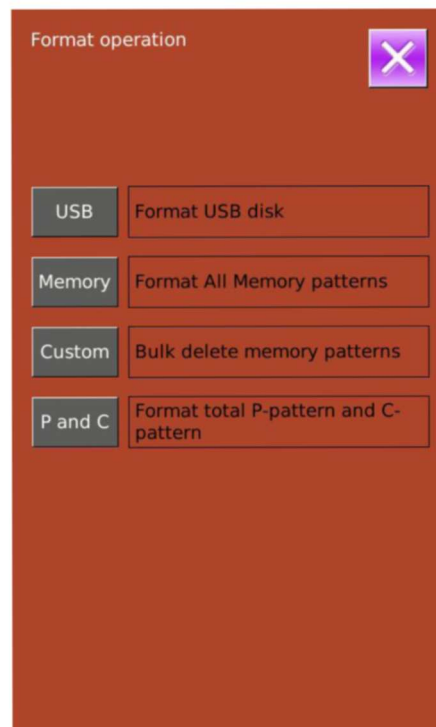 Format operation
USB
Format USB disk
Memory
Format All Memory patterns
Custom
Bulk delete memory patterns
P and C
Format total P-pattern and C-
pattern